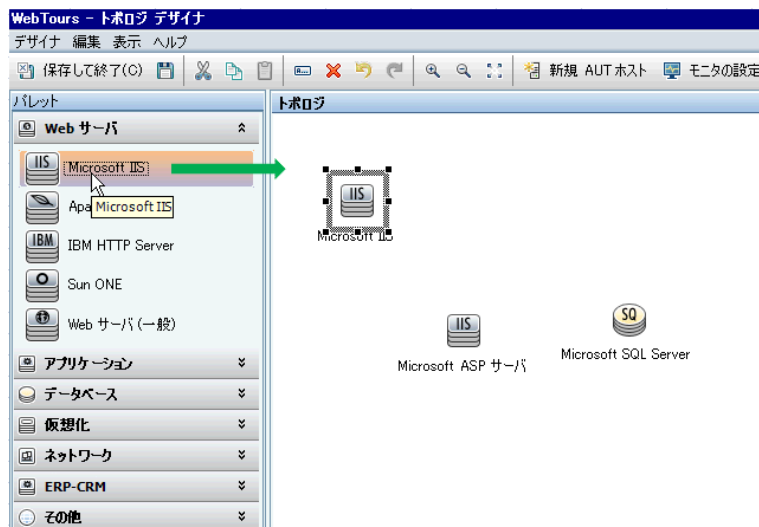 WebTours - トポロジ デザイナ
デザイナ 編集 表示 ヘルプ
保存して終了(C) 新規 AUT ホスト モニタの設定
パレット
トポロジ
Web サーバ
IIS Microsoft IIS
Apa Microsoft IIS
IBM IBM HTTP Server
Sun ONE
Web サーバ (一般)
アプリケーション
データベース
仮想化
ネットワーク
ERP-CRM
その他
IIS
Microsoft IIS
IIS
Microsoft ASP サーバ
SQ
Microsoft SQL Server